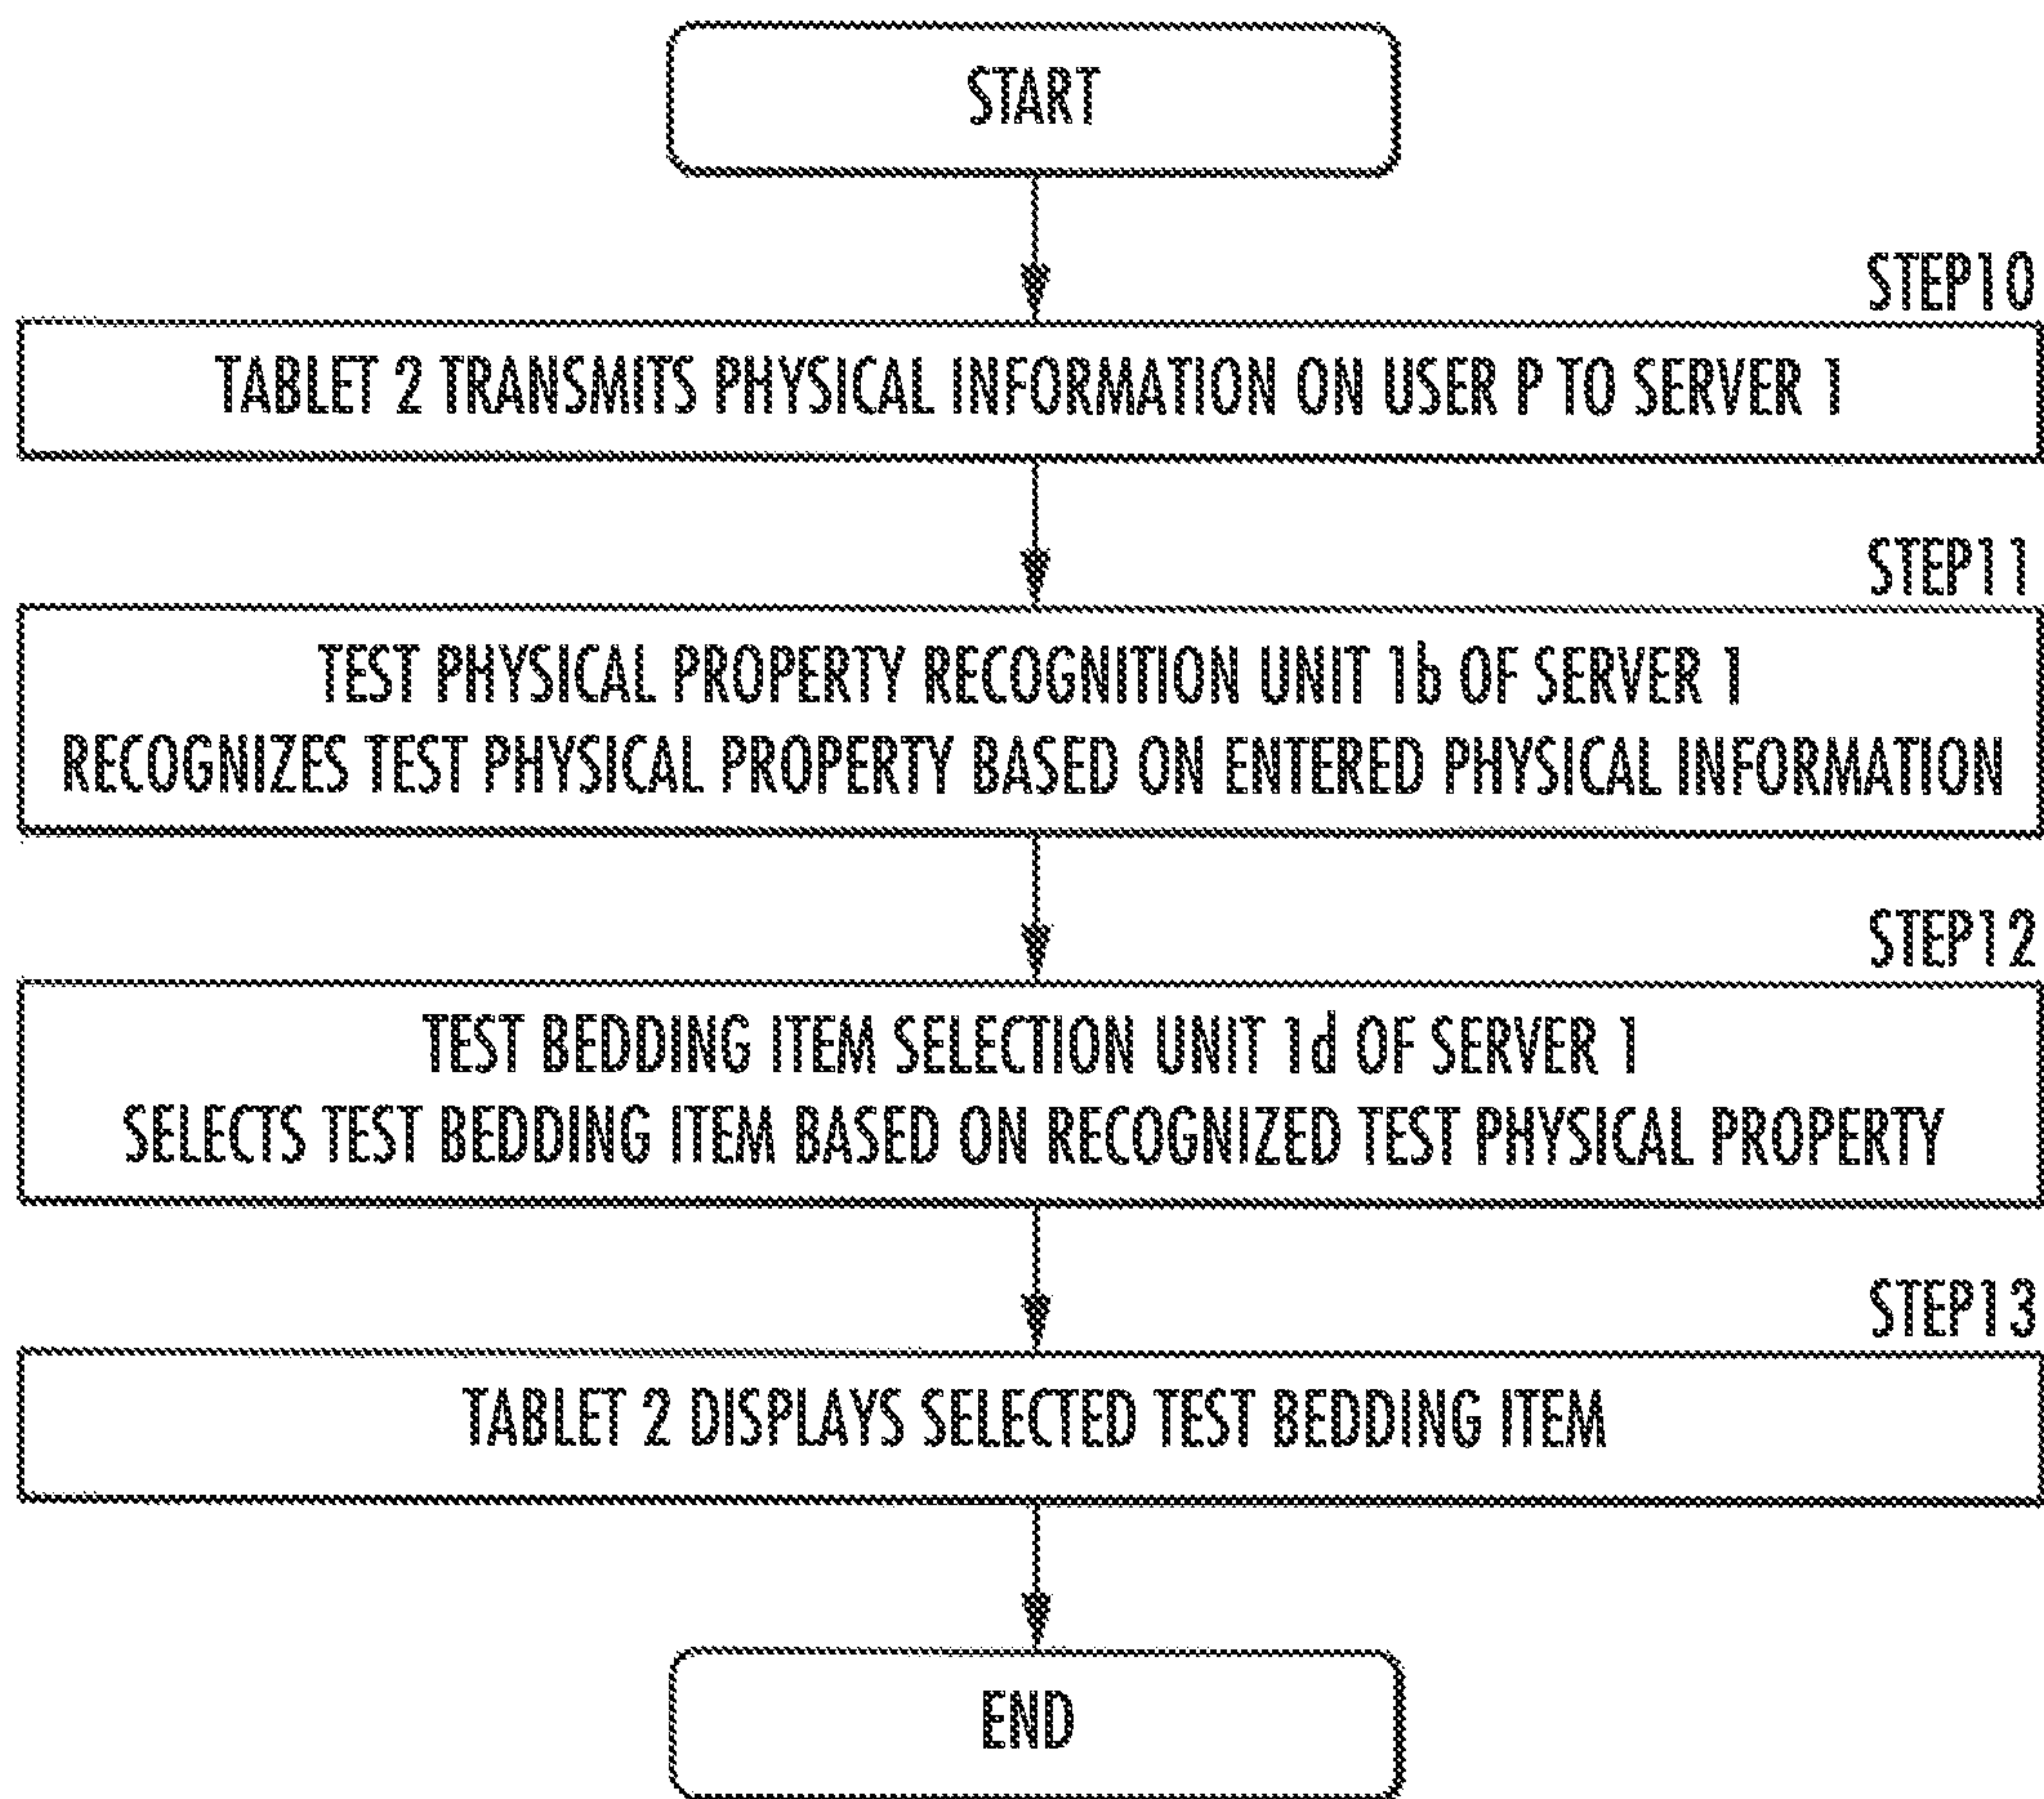 START
STEP10
TABLET 2 TRANSMITS PHYSICAL INFORMATION ON USER P TO SERVER 1
STEP11
TEST PHYSICAL PROPERTY RECOGNITION UNIT 1b OF SERVER 1
RECOGNIZES TEST PHYSICAL PROPERTY BASED ON ENTERED PHYSICAL INFORMATION
STEP12
TEST BEDDING ITEM SELECTION UNIT 1d OF SERVER 1
SELECTS TEST BEDDING ITEM BASED ON RECOGNIZED TEST PHYSICAL PROPERTY
STEP13
TABLET 2 DISPLAYS SELECTED TEST BEDDING ITEM
END